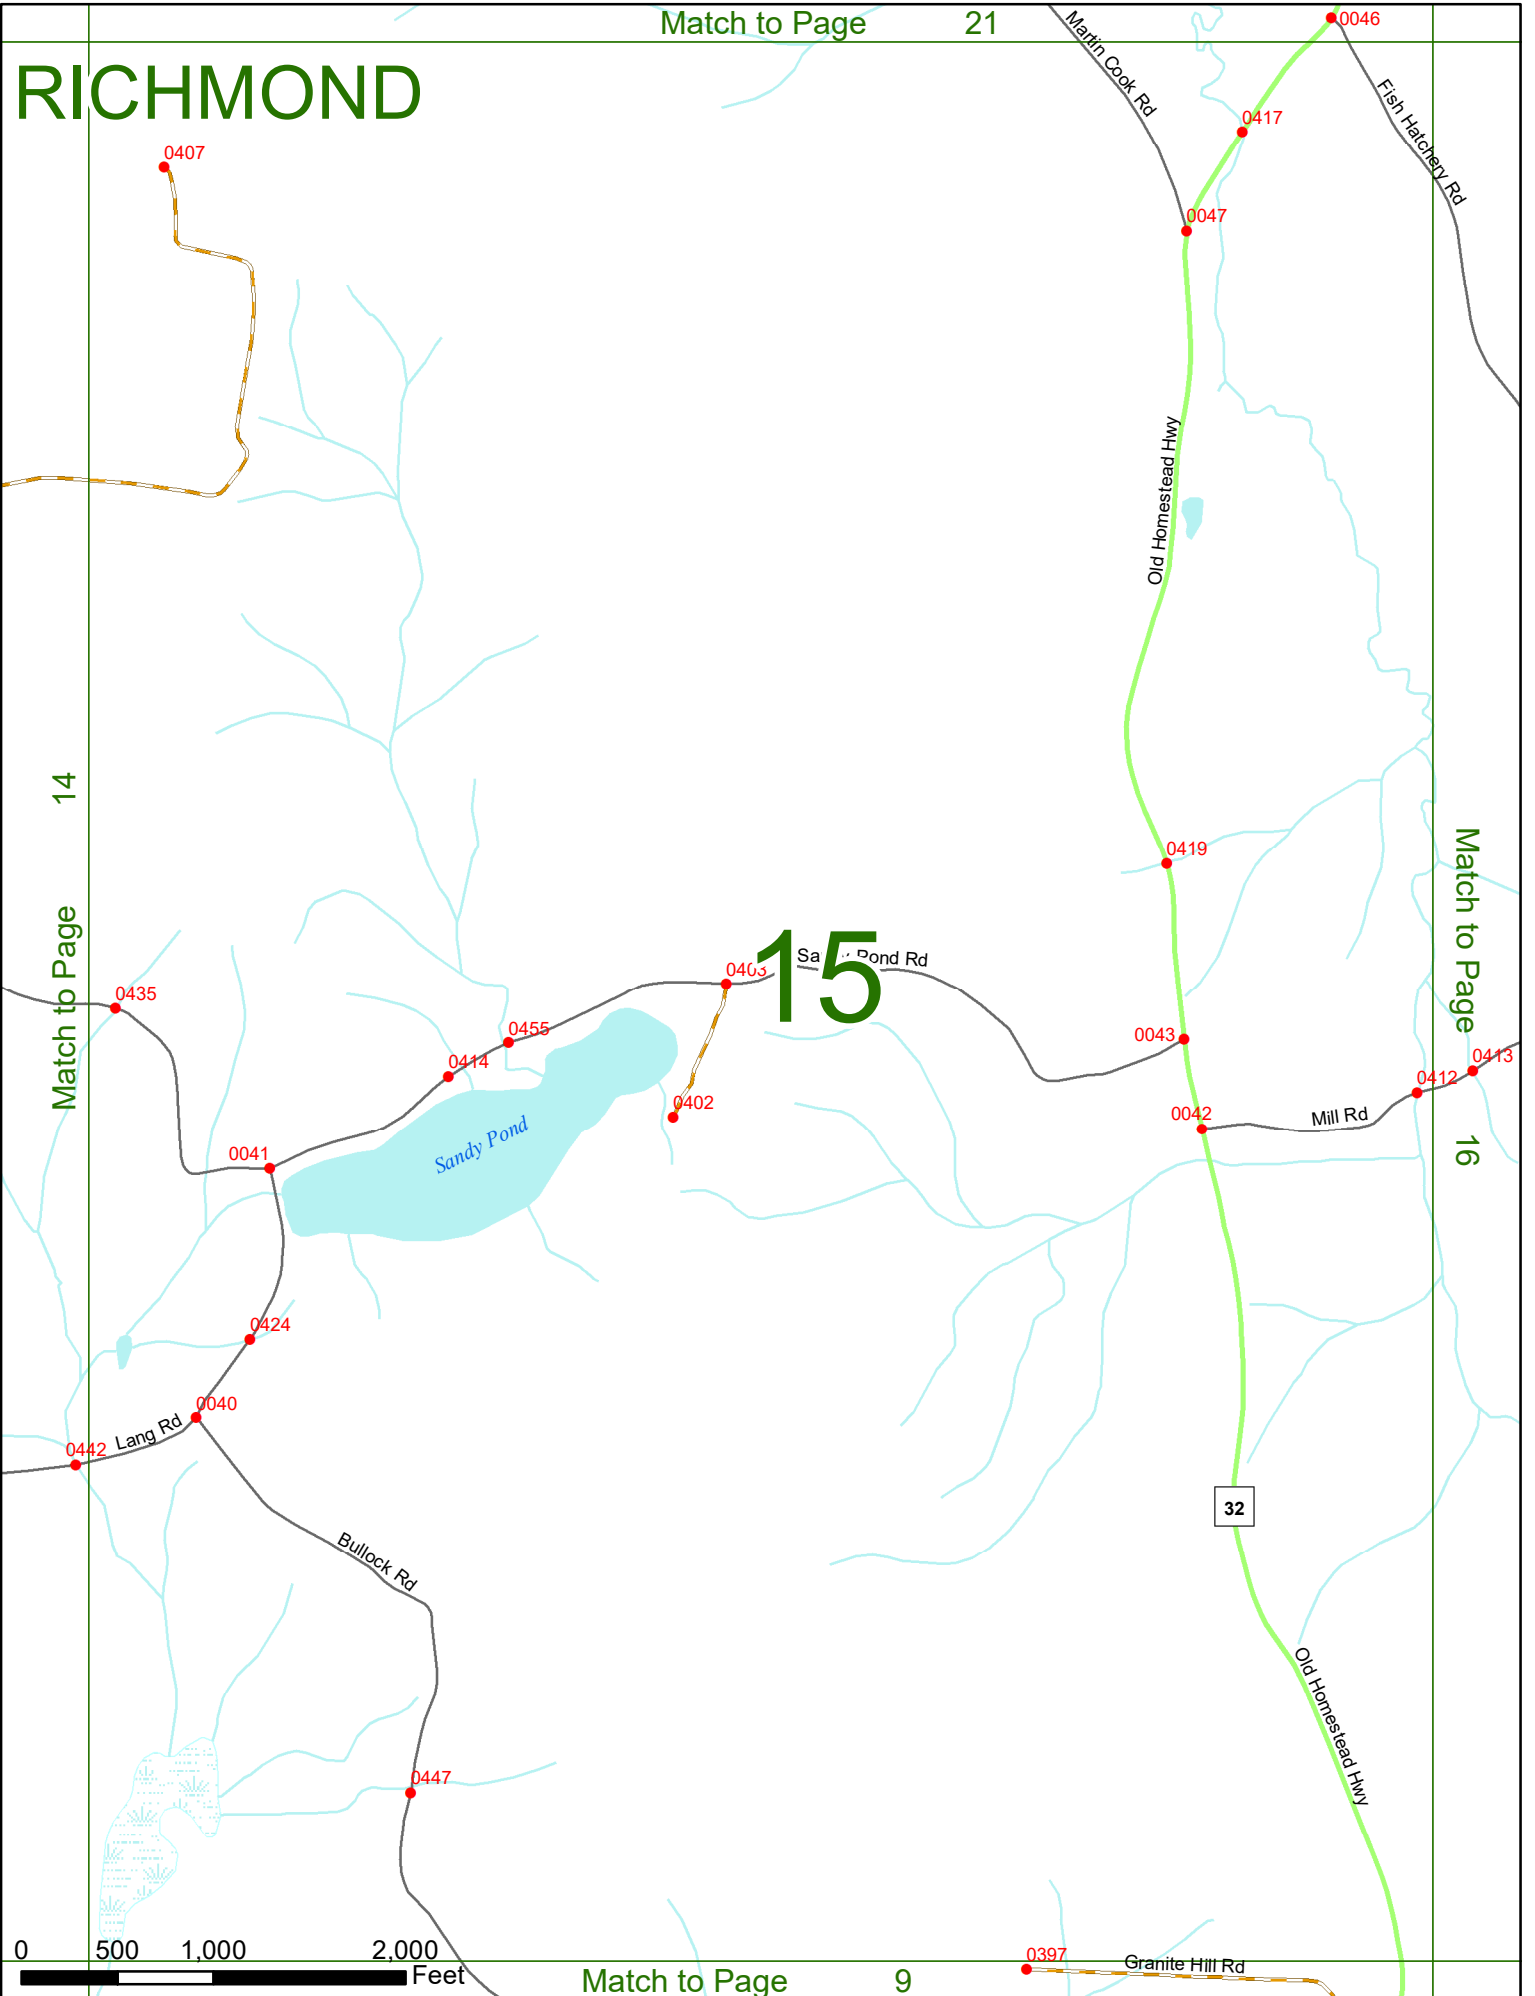 Match to Page 21
0046
RICHMOND
Martin Cook Rd
Fish Hatchery Rd
0417
0407
0047
Old Homestead Hwy
Match to Page 14
0419
Match to Page 16
0403
15
Pond Rd
0435
0455
0043
0414
0413
0412
0402
0042
Mill Rd
Sandy Pond
0041
0424
0040
Lang Rd
0442
32
Bullock Rd
Old Homestead Hwy
0447
0 500 1,000 2,000
Feet
0397
Granite Hill Rd
Match to Page 9